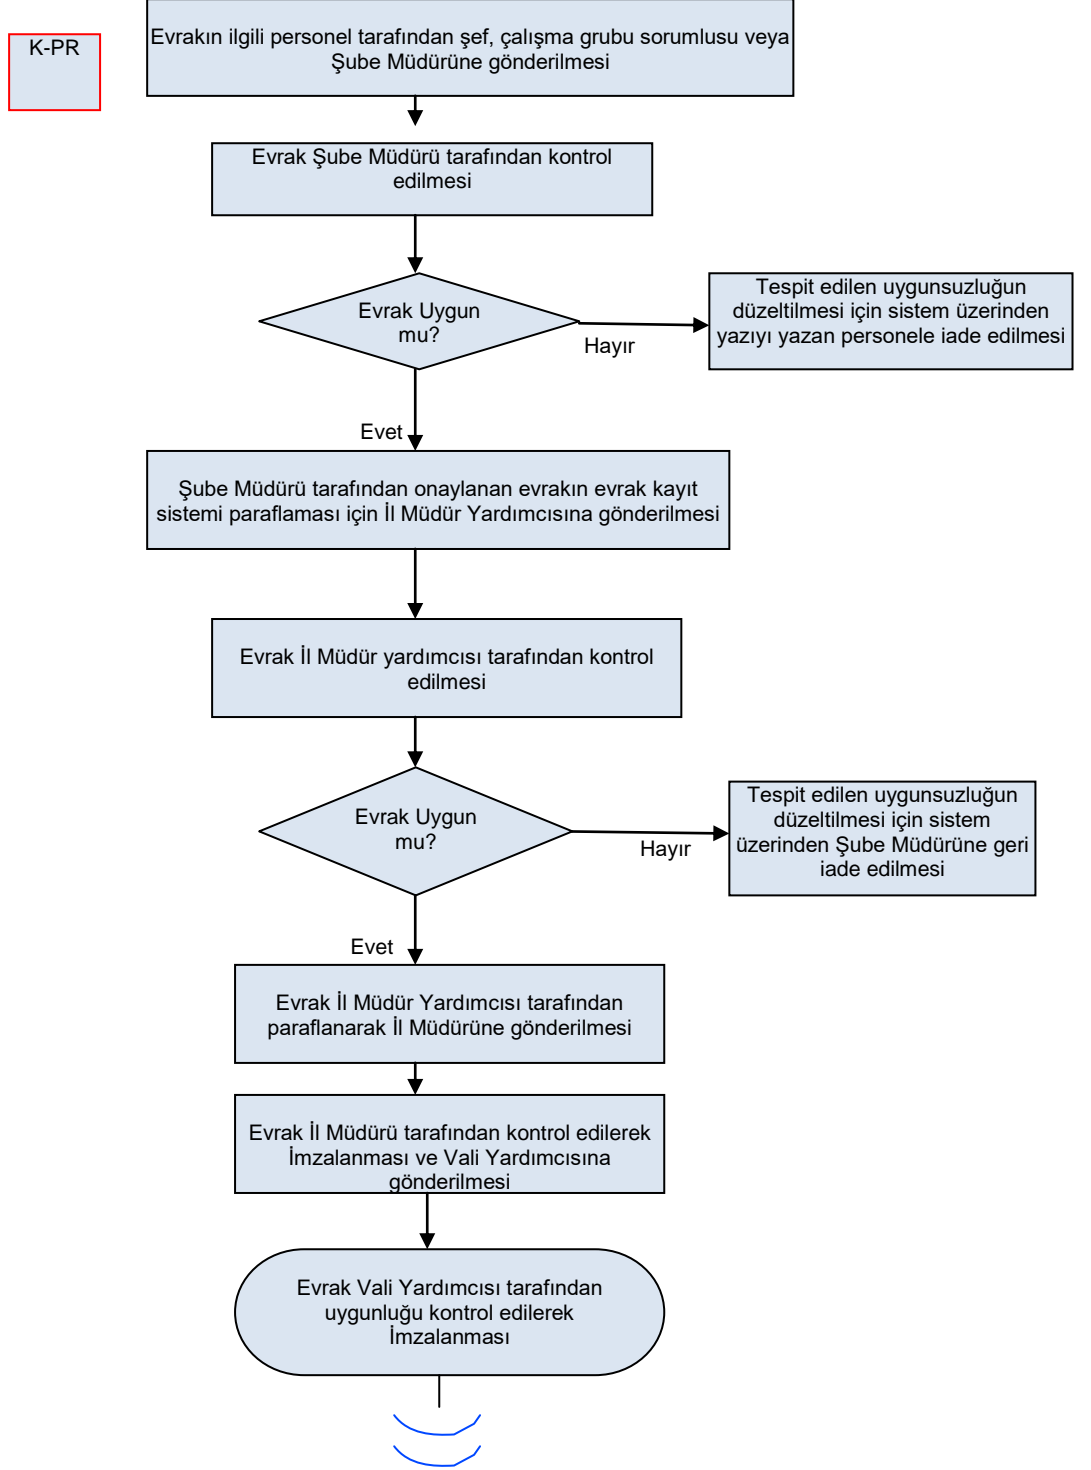 K-PR
Evrakın ilgili personel tarafından şef, çalışma grubu sorumlusu veya
Şube Müdürüne gönderilmesi
Evrak Şube Müdürü tarafından kontrol
edilmesi
Evrak Uygun
mu?
Hayır
Tespit edilen uygunsuzluğun
düzeltilmesi için sistem üzerinden
yazıyı yazan personele iade edilmesi
Evet
Şube Müdürü tarafından onaylanan evrakın evrak kayıt
sistemi paraflaması için İl Müdür Yardımcısına gönderilmesi
Evrak İl Müdür yardımcısı tarafından kontrol
edilmesi
Evrak Uygun
mu?
Hayır
Tespit edilen uygunsuzluğun
düzeltilmesi için sistem
üzerinden Şube Müdürüne geri
iade edilmesi
Evet
Evrak İl Müdür Yardımcısı tarafından
paraflanarak İl Müdürüne gönderilmesi
Evrak İl Müdürü tarafından kontrol edilerek
İmzalanması ve Vali Yardımcısına
gönderilmesi
Evrak Vali Yardımcısı tarafından
uygunluğu kontrol edilerek
İmzalanması